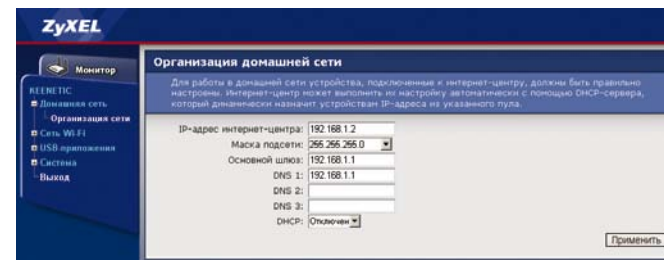 ZyXEL
Монитор
KEENETIC
Домашняя сеть
Организация сети
Сеть Wi-Fi
USB приложения
Система
Выход
Организация домашней сети
Для работы в домашней сети устройства, подключенные к интернет-центру, должны быть правильно
настроены. Интернет-центр может выполнить их настройку автоматически с помощью DHCP-сервера,
который динамически назначит устройствам IP-адреса из указанного пула.
IP-адрес интернет-центра: 192.168.1.2
Маска подсети: 255.255.255.0
Основной шлюз: 192.168.1.1
DNS 1: 192.168.1.1
DNS 2:
DNS 3:
DHCP: Отключен
Применить